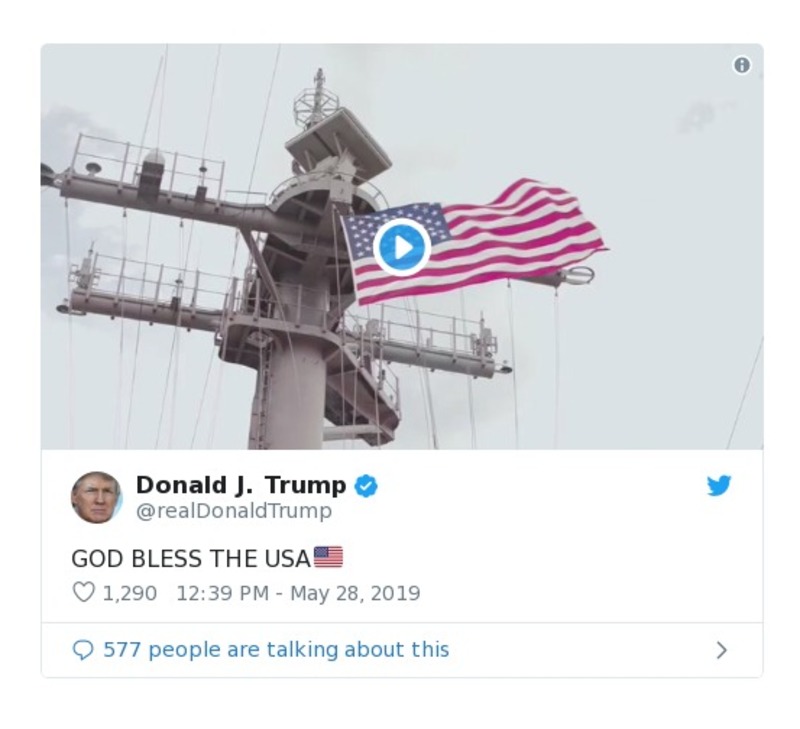 Donald J. Trump
@realDonaldTrump
GOD BLESS THE USA🇺🇸
1,290 12:39 PM - May 28, 2019
577 people are talking about this